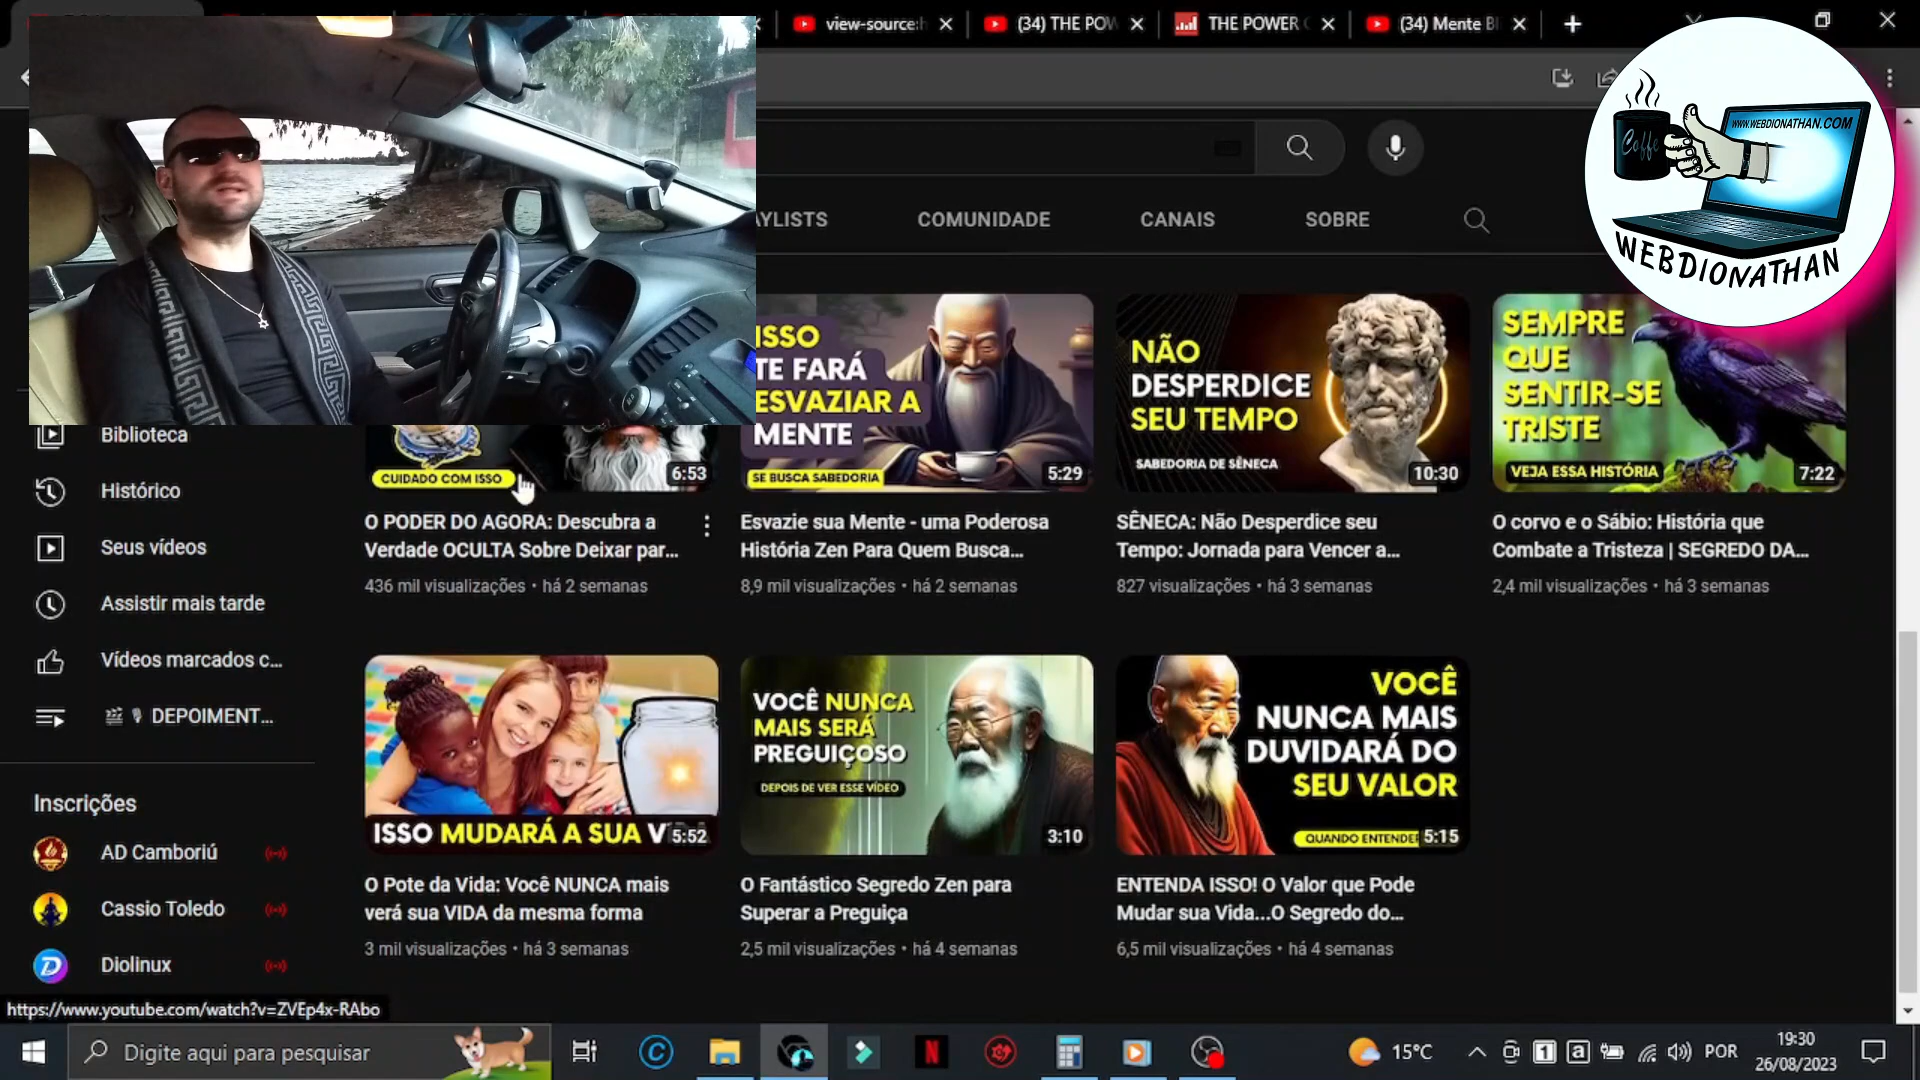 view-source:h
(34) THE POW
THE POWER
(34) Mente Bl
AYLISTS
COMUNIDADE
CANAIS
SOBRE
WWW.WEBDIONATHAN.COM
Coffe
WEBDIONATHAN
Biblioteca
Histórico
Seus vídeos
Assistir mais tarde
Vídeos marcados c...
DEPOIMENT...
Inscrições
AD Camboriú
Cassio Toledo
Diolinux
CUIDADO COM ISSO
6:53
O PODER DO AGORA: Descubra a
Verdade OCULTA Sobre Deixar par...
436 mil visualizações • há 2 semanas
ISSO
TE FARÁ
ESVAZIAR A
MENTE
SE BUSCA SABEDORIA
5:29
Esvazie sua Mente - uma Poderosa
História Zen Para Quem Busca...
8,9 mil visualizações • há 2 semanas
NÃO
DESPERDICE
SEU TEMPO
SABEDORIA DE SÊNECA
10:30
SÊNECA: Não Desperdice seu
Tempo: Jornada para Vencer a...
827 visualizações • há 3 semanas
SEMPRE
QUE
SENTIR-SE
TRISTE
VEJA ESSA HISTÓRIA
7:22
O corvo e o Sábio: História que
Combate a Tristeza | SEGREDO DA...
2,4 mil visualizações • há 3 semanas
ISSO MUDARÁ A SUA V
5:52
O Pote da Vida: Você NUNCA mais
verá sua VIDA da mesma forma
3 mil visualizações • há 3 semanas
VOCÊ NUNCA
MAIS SERÁ
PREGUIÇOSO
DEPOIS DE VER ESSE VÍDEO
3:10
O Fantástico Segredo Zen para
Superar a Preguiça
2,5 mil visualizações • há 4 semanas
VOCÊ
NUNCA MAIS
DUVIDARÁ DO
SEU VALOR
QUANDO ENTENDER
5:15
ENTENDA ISSO! O Valor que Pode
Mudar sua Vida...O Segredo do...
6,5 mil visualizações • há 4 semanas
https://www.youtube.com/watch?v=ZVEp4x-RAbo
Digite aqui para pesquisar
15°C
POR
19:30
26/08/2023